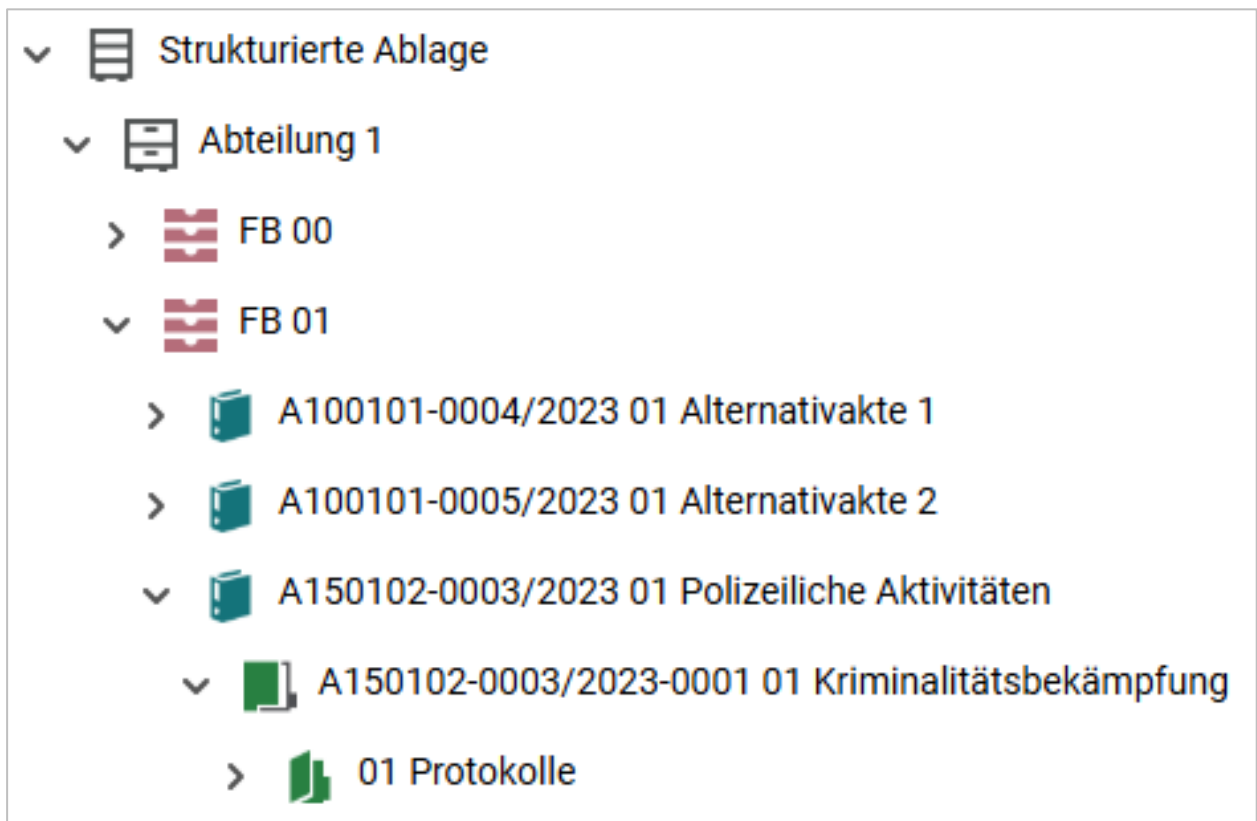 Strukturierte Ablage
Abteilung 1
FB 00
FB 01
A100101-0004/2023 01 Alternativakte 1
A100101-0005/2023 01 Alternativakte 2
A150102-0003/2023 01 Polizeiliche Aktivitäten
A150102-0003/2023-0001 01 Kriminalitätsbekämpfung
01 Protokolle